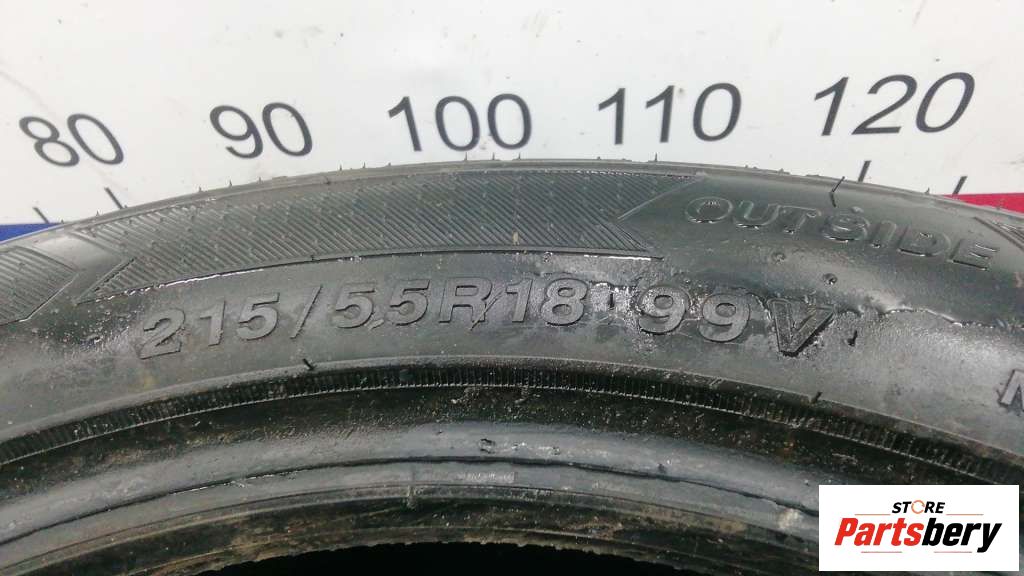 80 90 100 110 120
OUTSIDE
215/55R18 99V
STORE
Partsbery